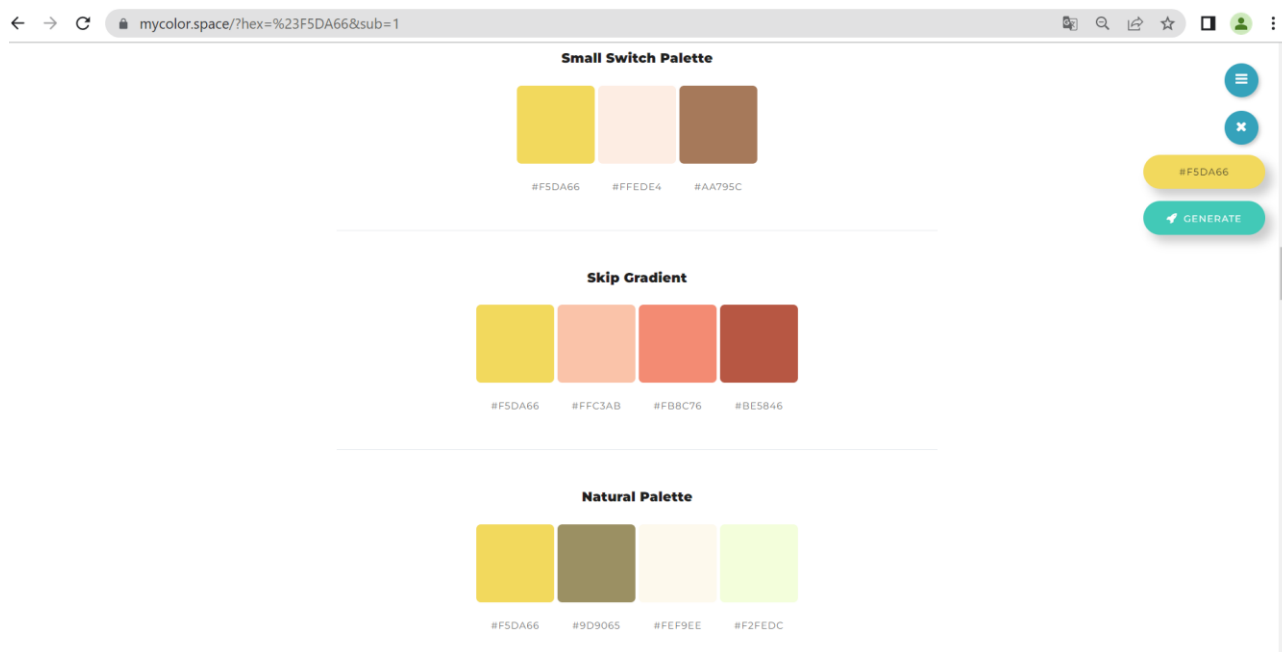 mycolor.space/?hex=%23F5DA66&sub=1
Small Switch Palette
#F5DA66 #FFEDE4 #AA795C
#F5DA66
GENERATE
Skip Gradient
#F5DA66 #FFC3AB #FB8C76 #BE5846
Natural Palette
#F5DA66 #9D9065 #FEF9EE #F2FEDC